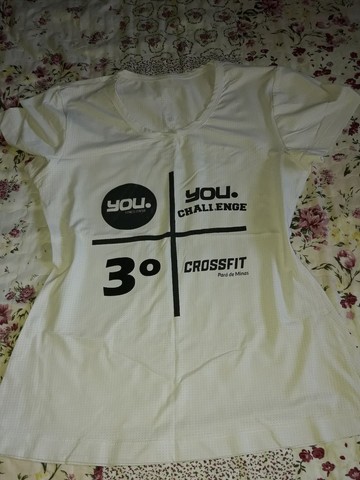 you.
you.
CHALLENGE
3º
CROSSFIT
Pará de Minas